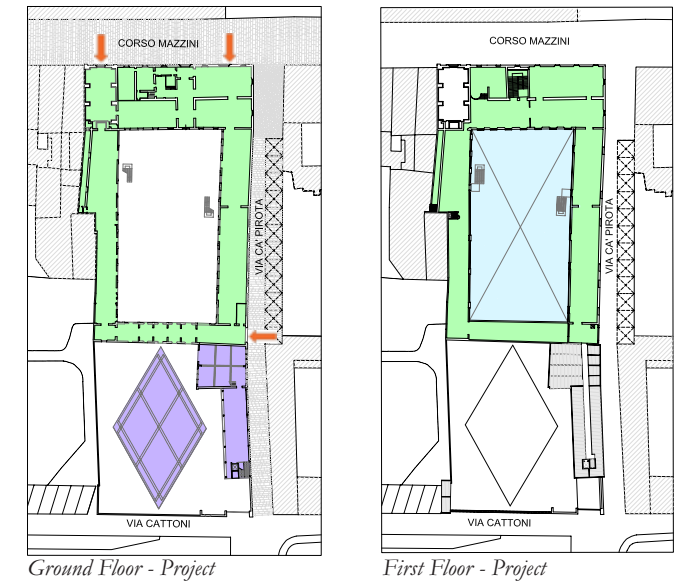 CORSO MAZZINI
VIA CA' PIROTA
VIA CATTONI
Ground Floor - Project
CORSO MAZZINI
VIA CA' PIROTA
VIA CATTONI
First Floor - Project